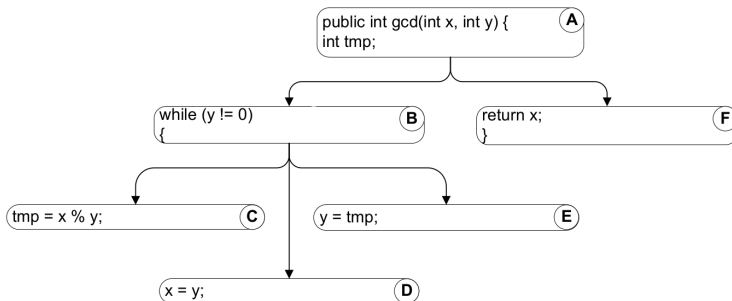 public int gcd(int x, int y) {
A
int tmp;
while (y != 0)
B
{
return x;
F
}
tmp = x % y;
C
y = tmp;
E
x = y;
D